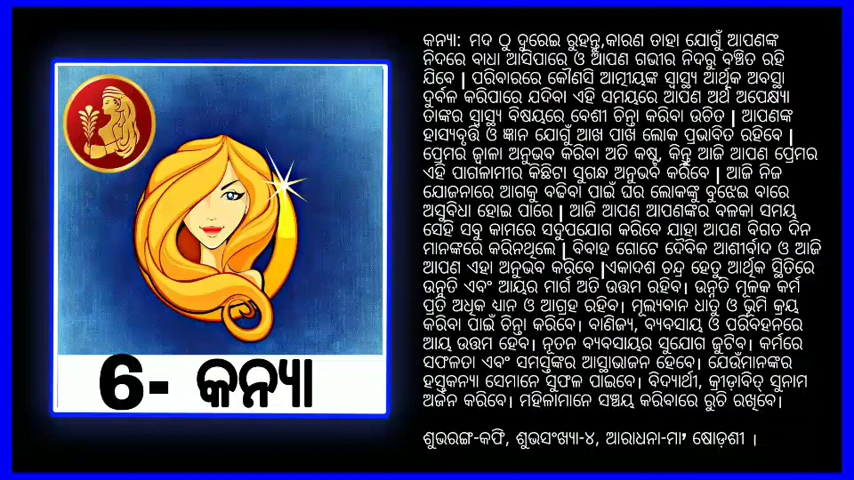 କନ୍ୟା: ମଦ ଠୁ ଦୁରେଇ ରୁହନ୍ତୁ,କାରଣ ତାହା ଯୋଗୁଁ ଆପଣଙ୍କ
ନିଦରେ ବାଧା ଆସିପାରେ ଓ ଆପଣ ଗଭୀର ନିଦରୁ ବଞ୍ଚିତ ରହି
ଯିବେ | ପରିବାରରେ କୌଣସି ଆତ୍ମୀୟଙ୍କ ସ୍ୱାସ୍ଥ୍ୟ ଆର୍ଥିକ ଅବସ୍ଥା
ଦୁର୍ବଳ କରିପାରେ ଯଦିବା ଏହି ସମୟରେ ଆପଣ ଅର୍ଥ ଅପେକ୍ଷ୍ୟା
ତାଙ୍କର ସ୍ୱାସ୍ଥ୍ୟ ବିଷୟରେ ବେଶୀ ଚିନ୍ତା କରିବା ଉଚିତ | ଆପଣଙ୍କ
ହାସ୍ୟବୃତ୍ତି ଓ ଜ୍ଞାନ ଯୋଗୁଁ ଆଖ ପାଖ ଲୋକ ପ୍ରଭାବିତ ରହିବେ |
ପ୍ରେମର ଜ୍ୱାଳା ଅନୁଭବ କରିବା ଅତି କଷ୍ଟ, କିନ୍ତୁ ଆଜି ଆପଣ ପ୍ରେମର
ଏହି ପାଗଳାମୀର କିଛିଟା ସୁଗନ୍ଧ ଅନୁଭବ କରିବେ | ଆଜି ନିଜ
ଯୋଜନାରେ ଆଗକୁ ବଢିବା ପାଇଁ ଘର ଲୋକଙ୍କୁ ବୁଝେଇ ବାରେ
ଅସୁବିଧା ହୋଇ ପାରେ | ଆଜି ଆପଣ ଆପଣଙ୍କର ବଳକା ସମୟ
ସେହି ସବୁ କାମରେ ସଦୁପଯୋଗ କରିବେ ଯାହା ଆପଣ ବିଗତ ଦିନ
ମାନଙ୍କରେ କରିନଥିଲେ | ବିବାହ ଗୋଟେ ଦୈବିକ ଆଶୀର୍ବାଦ ଓ ଆଜି
ଆପଣ ଏହା ଅନୁଭବ କରିବେ |ଏକାଦଶ ଚନ୍ଦ୍ର ହେତୁ ଆର୍ଥିକ ସ୍ଥିତିରେ
ଉନ୍ନତି ଏବଂ ଆୟର ମାର୍ଗ ଅତି ଉତ୍ତମ ରହିବ। ଉନ୍ନତି ମୂଳକ କର୍ମ
ପ୍ରତି ଅଧିକ ଧ୍ୟାନ ଓ ଆଗ୍ରହ ରହିବ। ମୂଲ୍ୟବାନ ଧାତୁ ଓ ଭୂମି କ୍ରୟ
କରିବା ପାଇଁ ଚିନ୍ତା କରିବେ। ବାଣିଜ୍ୟ, ବ୍ୟବସାୟ ଓ ପରିବହନରେ
ଆୟ ଉତ୍ତମ ହେବ। ନୂତନ ବ୍ୟବସାୟର ସୁଯୋଗ ଜୁଟିବ। କର୍ମରେ
ସଫଳତା ଏବଂ ସମସ୍ତଙ୍କର ଆସ୍ଥାଭାଜନ ହେବେ। ଯେଉଁମାନଙ୍କର
ହସ୍ତକନ୍ୟା ସେମାନେ ସୁଫଳ ପାଇବେ। ବିଦ୍ୟାର୍ଥୀ, କ୍ରୀଡ଼ାବିତ୍ ସୁନାମ
ଅର୍ଜନ କରିବେ। ମହିଳାମାନେ ସଞ୍ଚୟ କରିବାରେ ରୁଚି ରଖିବେ।
ଶୁଭରଙ୍ଗ-କଫି, ଶୁଭସଂଖ୍ୟା-୪, ଆରାଧନା-ମା' ଷୋଡ଼ଶୀ ।
6- କନ୍ୟା